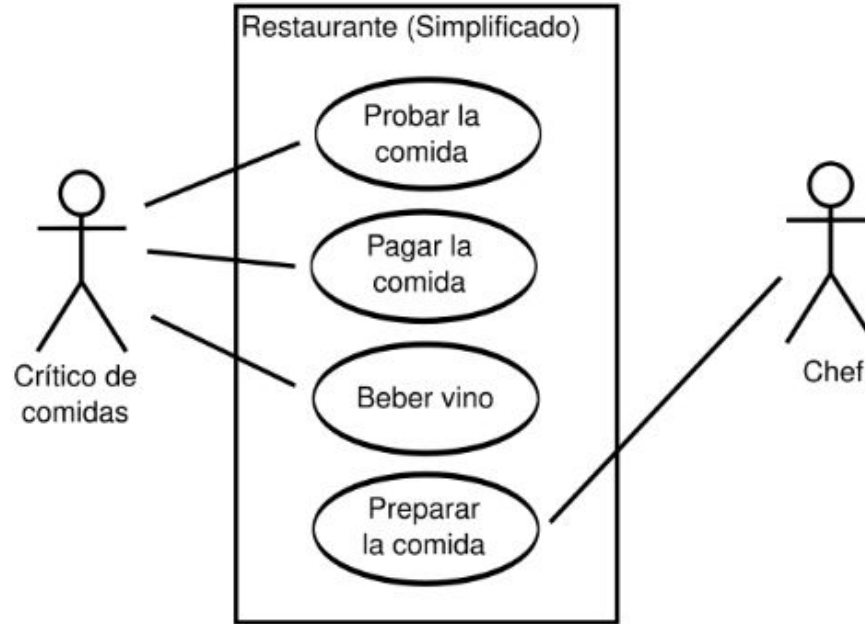 Restaurante (Simplificado)
Probar la
comida
Pagar la
comida
Beber vino
Preparar
la comida
Crítico de
comidas
Chef